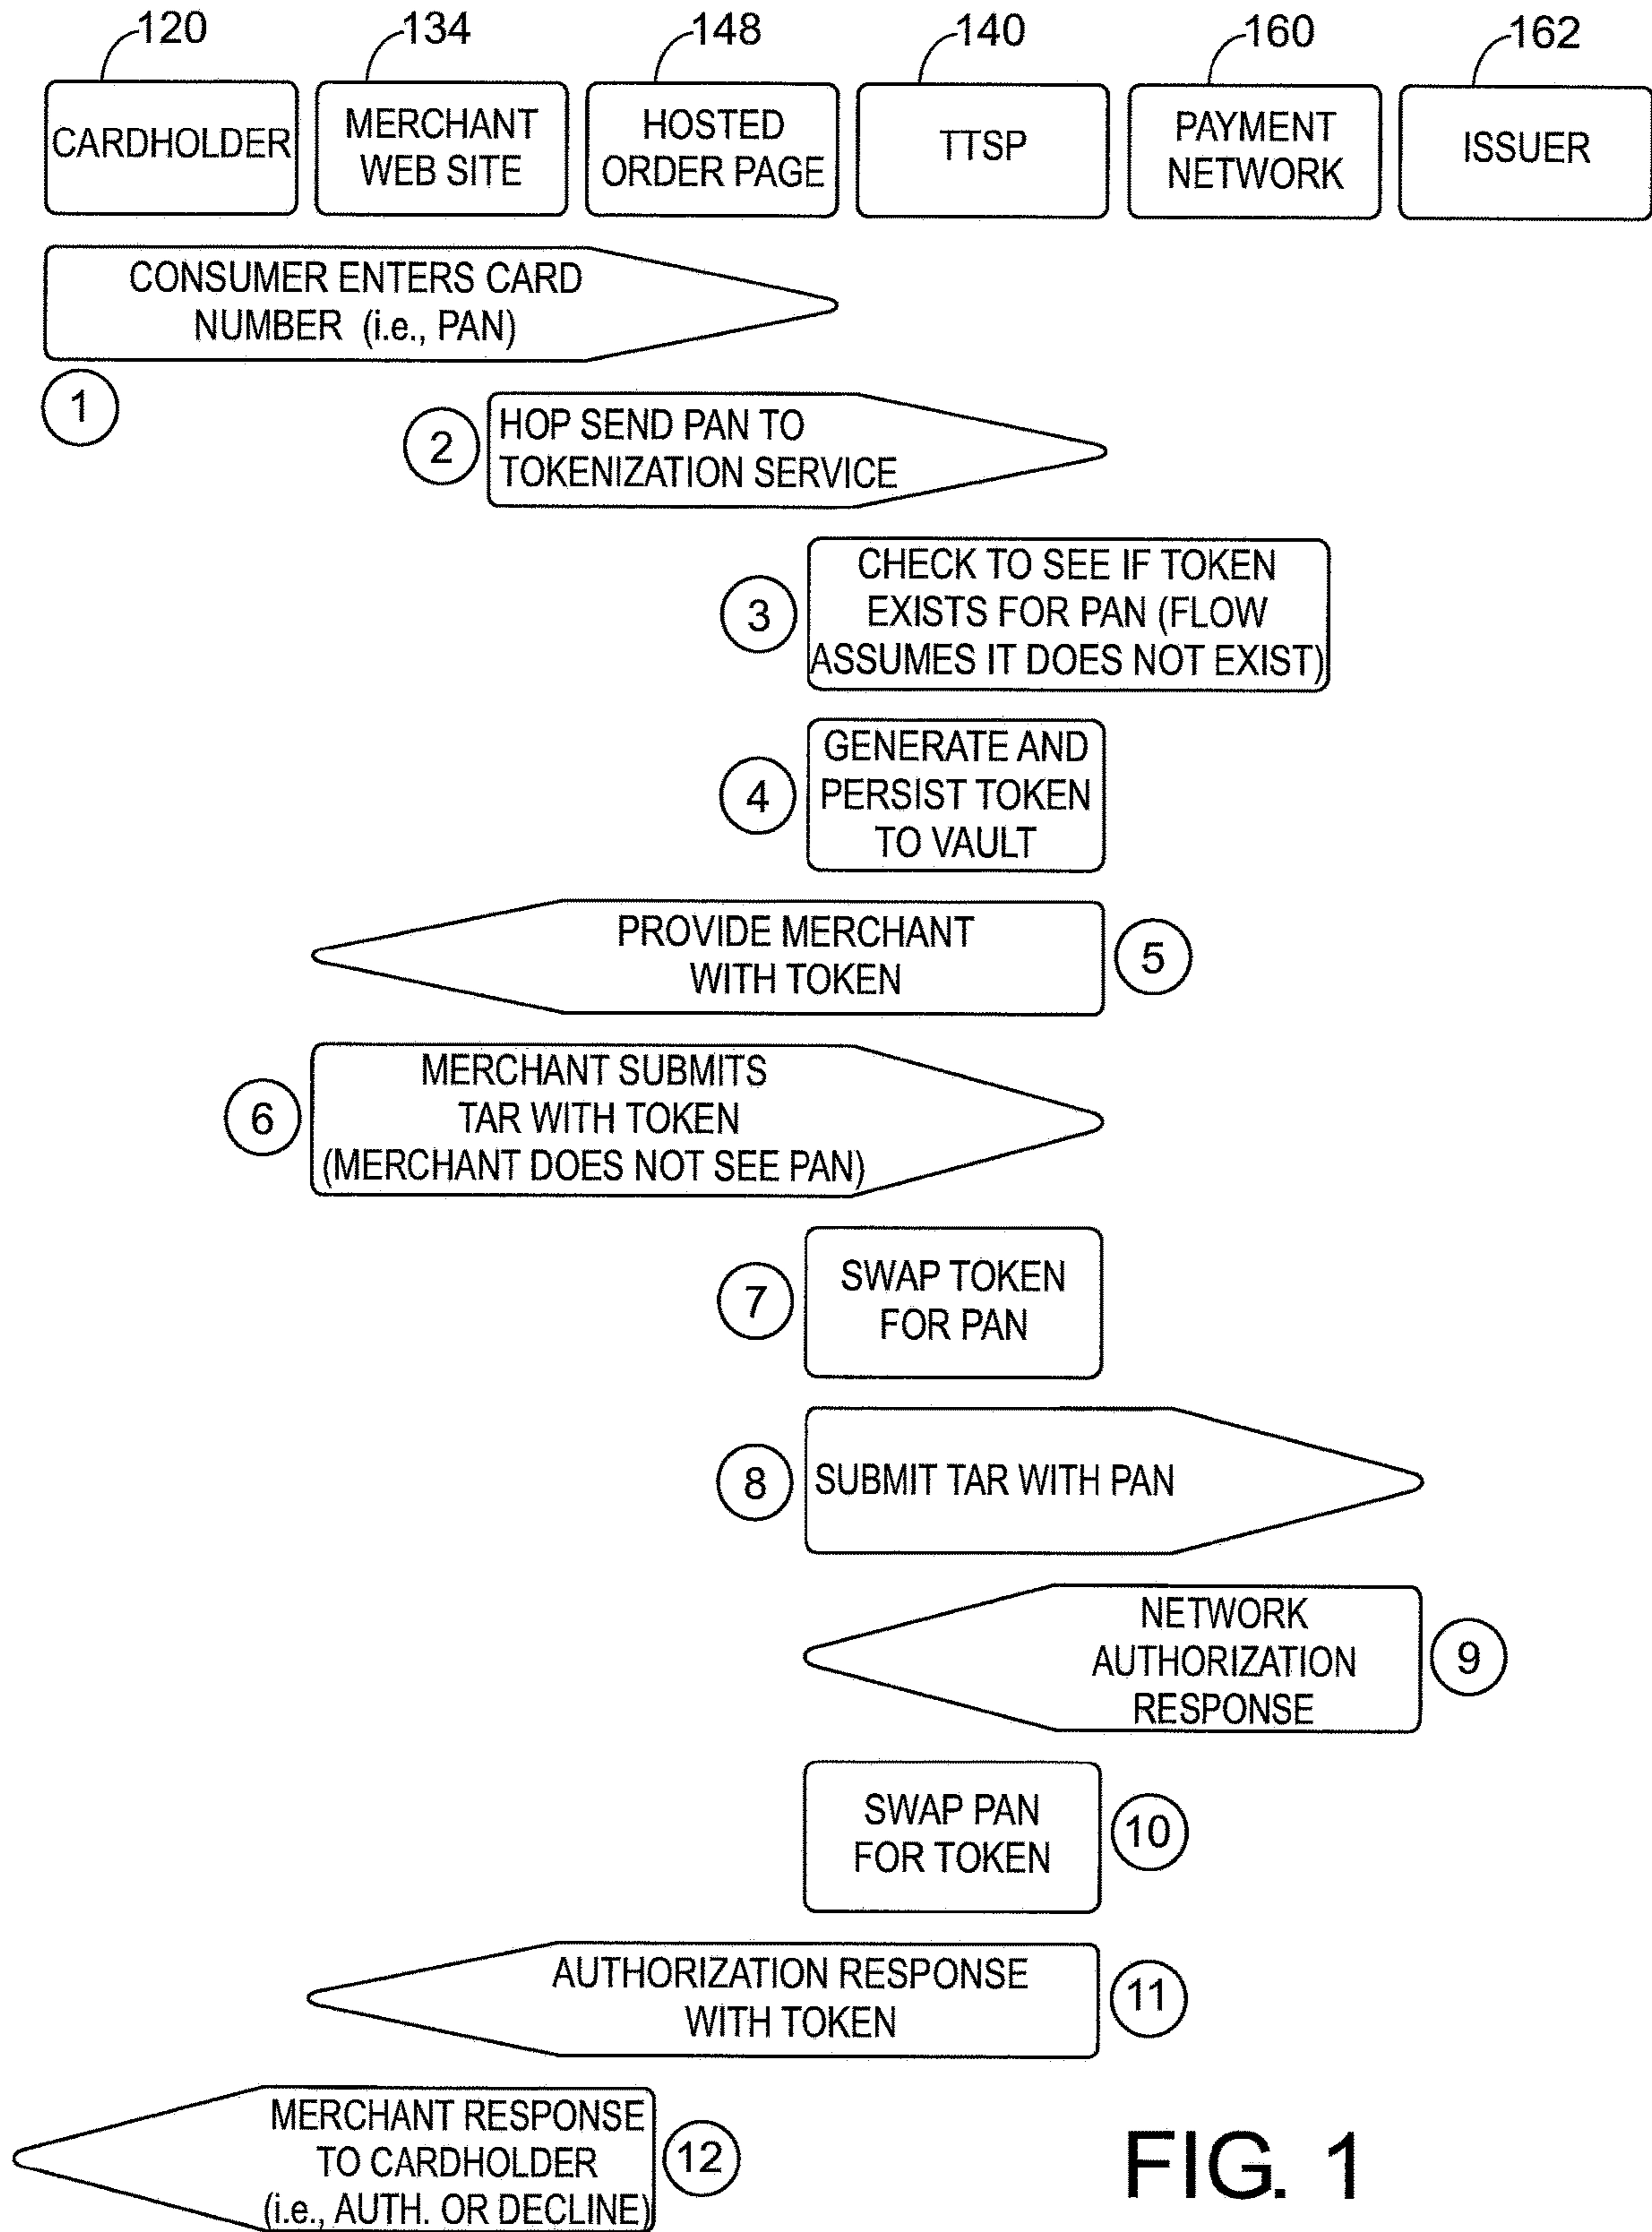 120
134
148
140
160
162
CARDHOLDER
MERCHANT
WEB SITE
HOSTED
ORDER PAGE
TTSP
PAYMENT
NETWORK
ISSUER
CONSUMER ENTERS CARD
NUMBER (i.e., PAN)
1
2
HOP SEND PAN TO
TOKENIZATION SERVICE
3
CHECK TO SEE IF TOKEN
EXISTS FOR PAN (FLOW
ASSUMES IT DOES NOT EXIST)
4
GENERATE AND
PERSIST TOKEN
TO VAULT
PROVIDE MERCHANT
WITH TOKEN
5
6
MERCHANT SUBMITS
TAR WITH TOKEN
(MERCHANT DOES NOT SEE PAN)
7
SWAP TOKEN
FOR PAN
8
SUBMIT TAR WITH PAN
NETWORK
AUTHORIZATION
RESPONSE
9
SWAP PAN
FOR TOKEN
10
AUTHORIZATION RESPONSE
WITH TOKEN
11
MERCHANT RESPONSE
TO CARDHOLDER
(i.e., AUTH. OR DECLINE)
12
FIG. 1